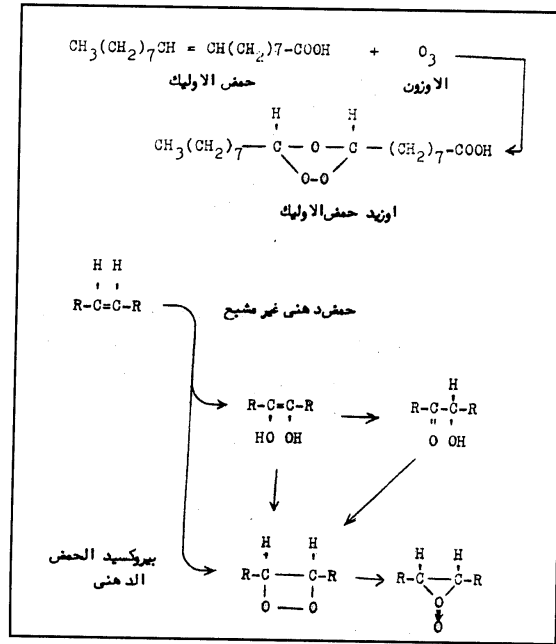 CH3(CH2)7CH = CH(CH2)7-COOH + O3
حمض الاوليك الاوزون
H H
CH3(CH2)7 — C — O — C — (CH2)7-COOH
O-O
اوزيد حمض الاوليك
H H
R-C=C-R
حمض دهنى غير مشبع
H
R-C=C-R R-C-C-R
HO OH O OH
H H H H
بيروكسيد الحمض
R-C — C-R R-C — C-R
الدهنى
O — O O
O